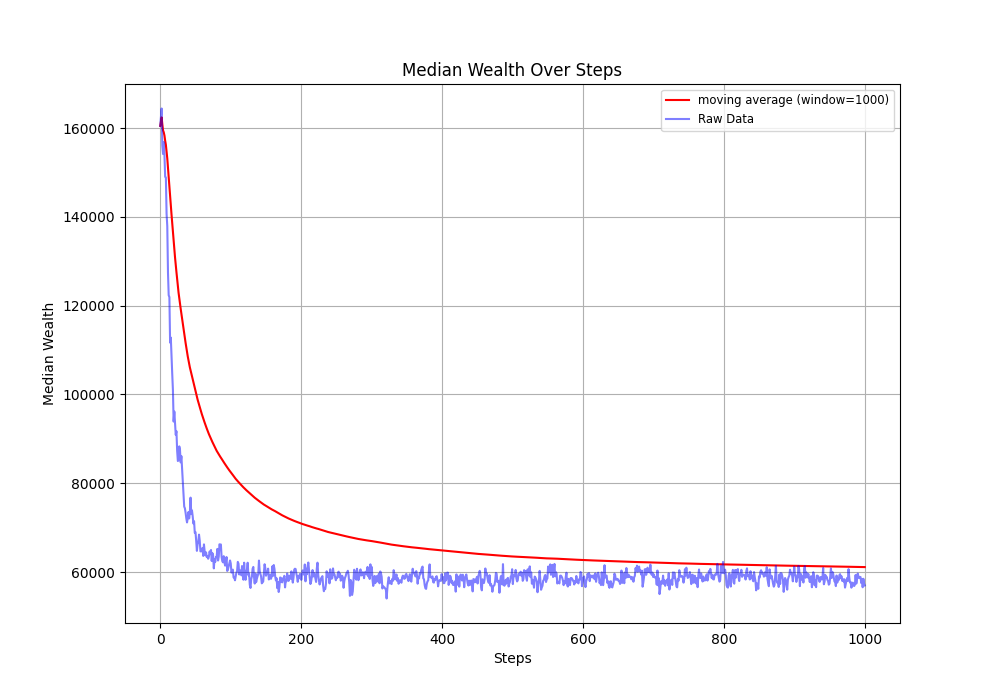 Median Wealth Over Steps
moving average (window=1000)
Raw Data
160000
140000
120000
100000
80000
60000
Median Wealth
0
200
400
600
800
1000
Steps